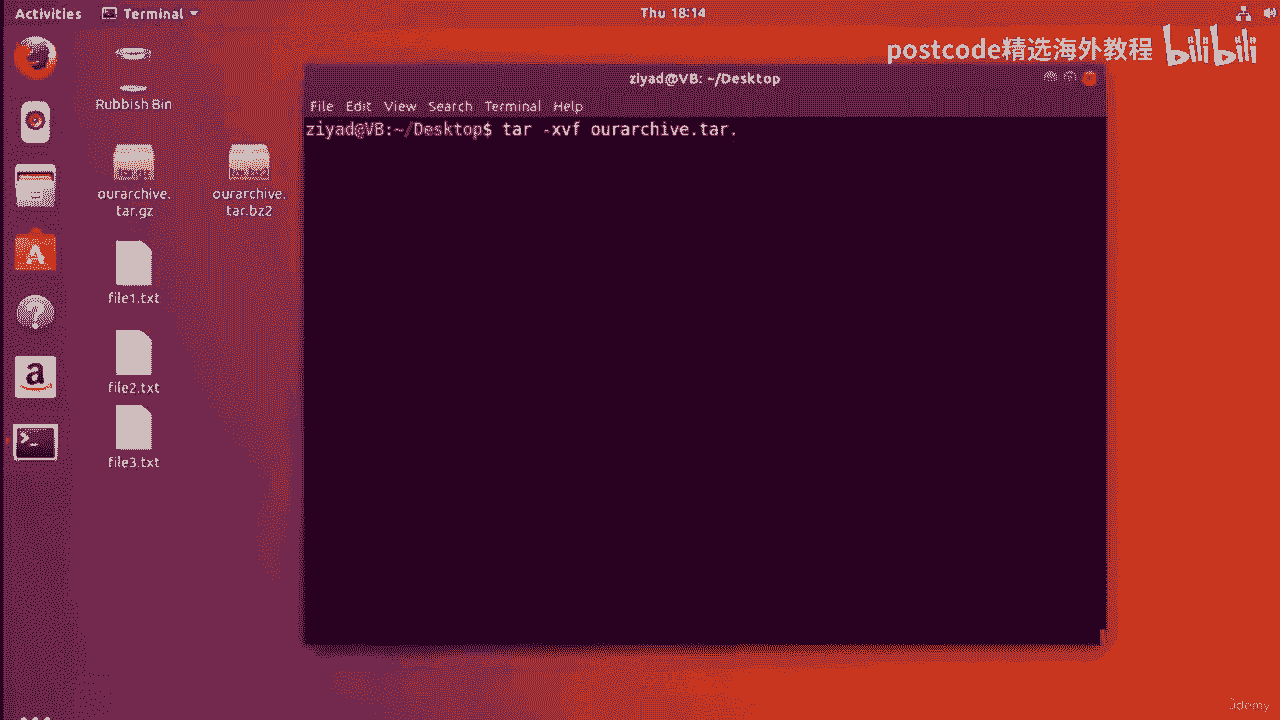 Activities
Terminal
Thu 18:14
postcode精选海外教程 bilibili
Rubbish Bin
ourarchive.
tar.gz
ourarchive.
tar.bz2
file1.txt
file2.txt
file3.txt
ziyad@VB: ~/Desktop
File Edit View Search Terminal Help
ziyad@VB:~/Desktop$ tar -xvf ourarchive.tar.
Udemy